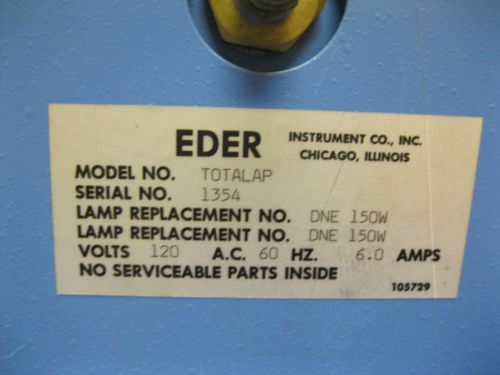 EDER INSTRUMENT CO., INC.
CHICAGO, ILLINOIS
MODEL NO. TOTALAP
SERIAL NO. 1354
LAMP REPLACEMENT NO. DNE 150W
LAMP REPLACEMENT NO. DNE 150W
VOLTS 120 A.C. 60 HZ. 6.0 AMPS
NO SERVICEABLE PARTS INSIDE
105729